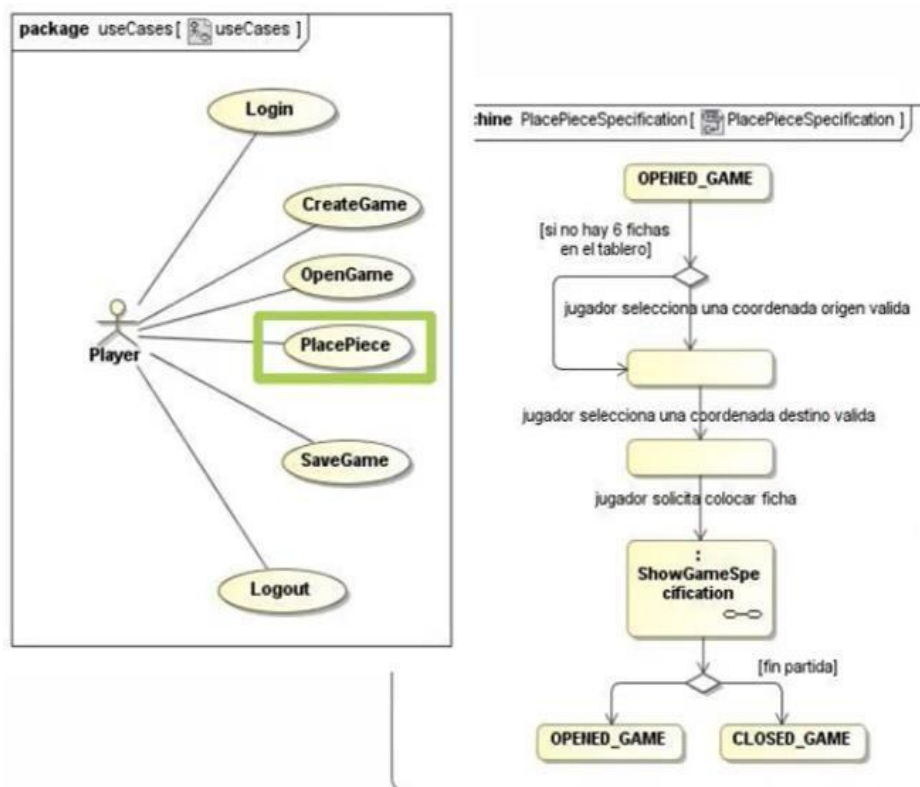 package useCases [ useCases ]
Login
CreateGame
OpenGame
PlacePiece
Player
SaveGame
Logout
hine PlacePieceSpecification [ PlacePieceSpecification ]
OPENED_GAME
[si no hay 6 fichas
en el tablero]
jugador selecciona una coordenada origen valida
jugador selecciona una coordenada destino valida
jugador solicita colocar ficha
:
ShowGameSpe
cification
[fin partida]
OPENED_GAME
CLOSED_GAME